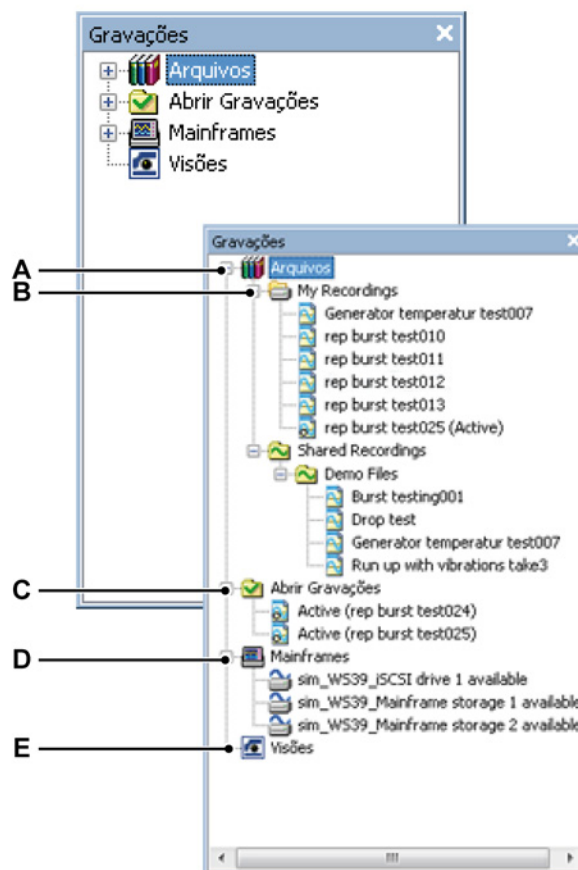 Gravações
Arquivos
Abrir Gravações
Mainframes
Visões
Gravações
A
Arquivos
B
My Recordings
Generator temperatur test007
rep burst test010
rep burst test011
rep burst test012
rep burst test013
rep burst test025 (Active)
Shared Recordings
Demo Files
Burst testing001
Drop test
Generator temperatur test007
Run up with vibrations take3
C
Abrir Gravações
Active (rep burst test024)
Active (rep burst test025)
D
Mainframes
sim_WS39_iSCSI drive 1 available
sim_WS39_Mainframe storage 1 available
sim_WS39_Mainframe storage 2 available
E
Visões